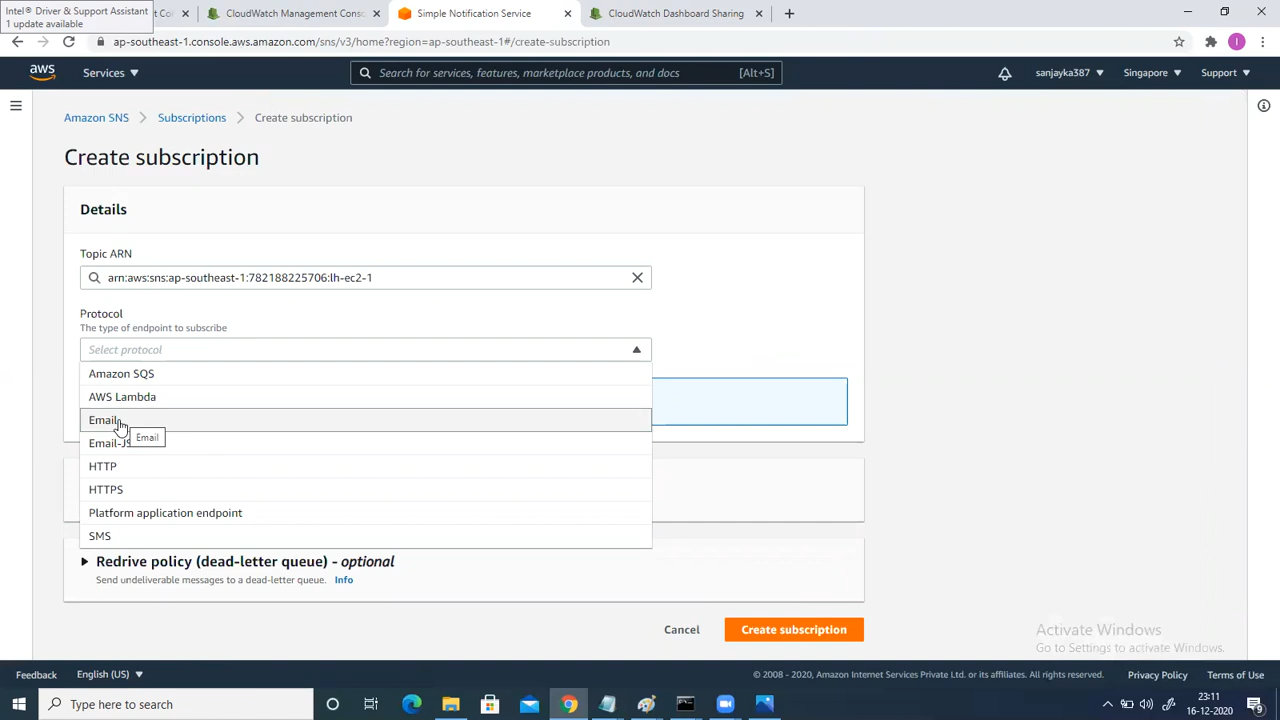 Intel® Driver & Support Assistant
1 update available
t Co
CloudWatch Management Cons
Simple Notification Service
CloudWatch Dashboard Sharing
ap-southeast-1.console.aws.amazon.com/sns/v3/home?region=ap-southeast-1#/create-subscription
I
aws
Services
Search for services, features, marketplace products, and docs
[Alt+S]
sanjayka387
Singapore
Support
Amazon SNS
Subscriptions
Create subscription
Create subscription
Details
Topic ARN
arn:aws:sns:ap-southeast-1:782188225706:lh-ec2-1
Protocol
The type of endpoint to subscribe
Select protocol
Amazon SQS
AWS Lambda
Email
Email
Email-JS
HTTP
HTTPS
Platform application endpoint
SMS
Redrive policy (dead-letter queue) - optional
Send undeliverable messages to a dead-letter queue. Info
Cancel
Create subscription
Activate Windows
Go to Settings to activate Windows.
Feedback
English (US)
© 2008 - 2020, Amazon Internet Services Private Ltd. or its affiliates. All rights reserved.
Privacy Policy
Terms of Use
Type here to search
23:11
16-12-2020